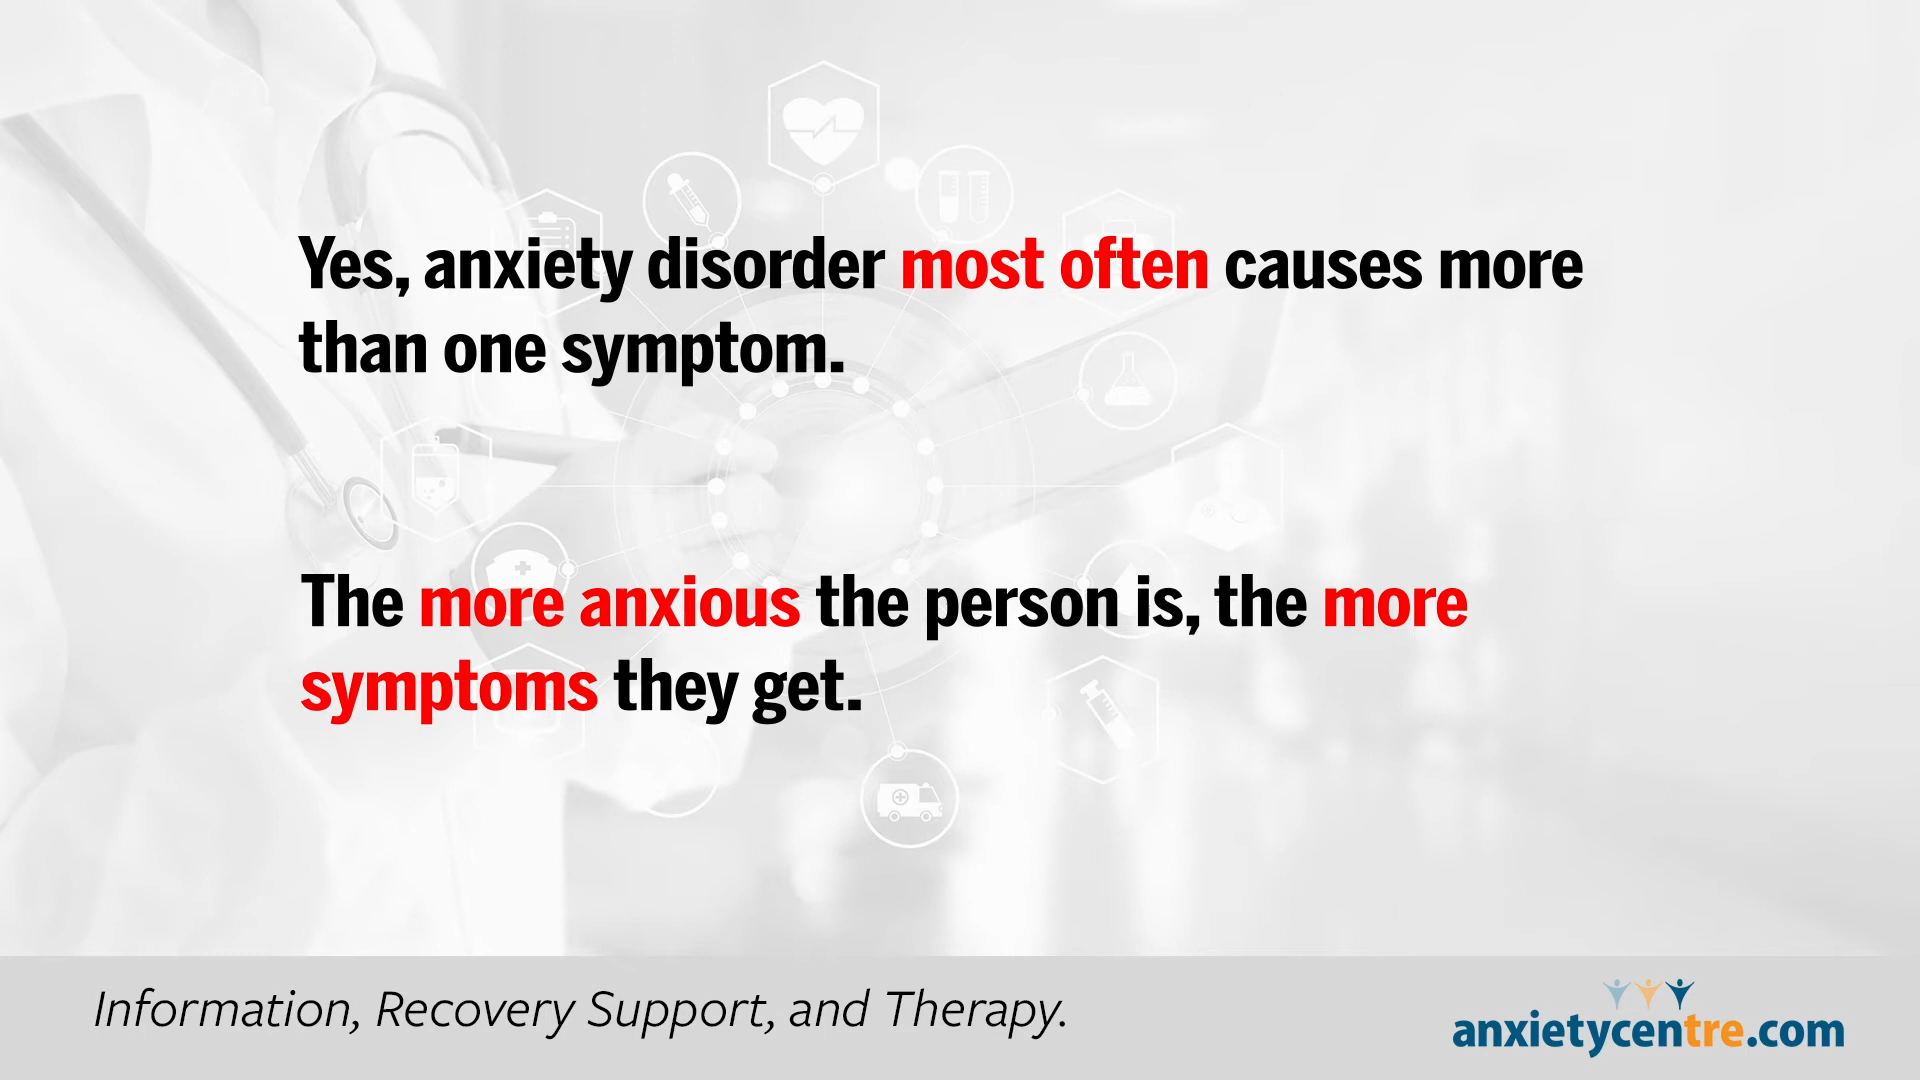 Yes, anxiety disorder most often causes more
than one symptom.
The more anxious the person is, the more
symptoms they get.
Information, Recovery Support, and Therapy.
anxietycentre.com